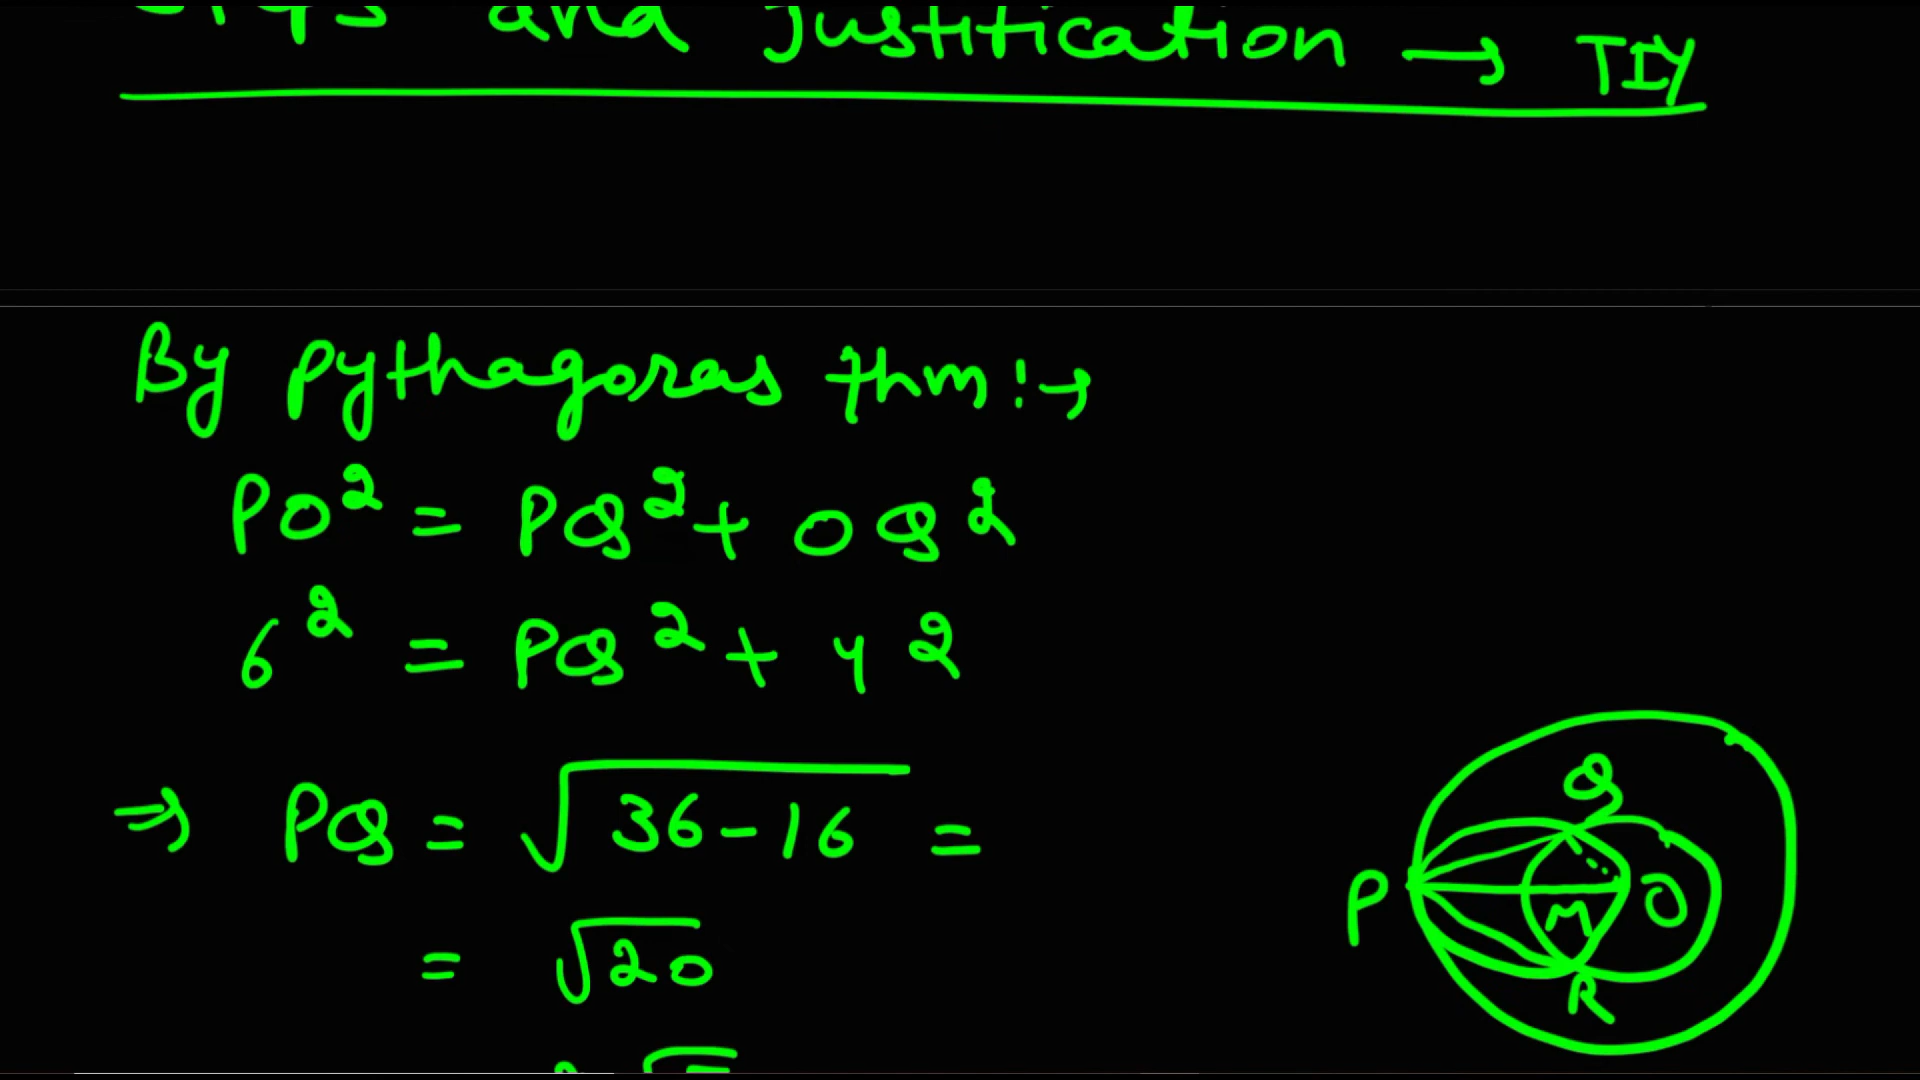 and Justification → TIY
By Pythagoras thm :→
PO² = PQ² + OQ²
6² = PQ² + 4²
⇒ PQ = √36-16 =
= √20
Q
P
M
O
R